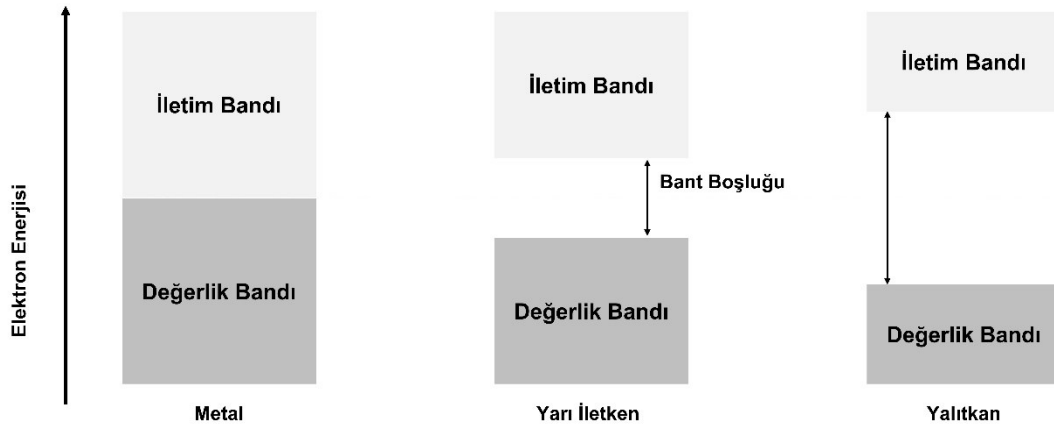 Elektron Enerjisi
İletim Bandı
Değerlik Bandı
Metal
İletim Bandı
Bant Boşluğu
Değerlik Bandı
Yarı İletken
İletim Bandı
Değerlik Bandı
Yalıtkan